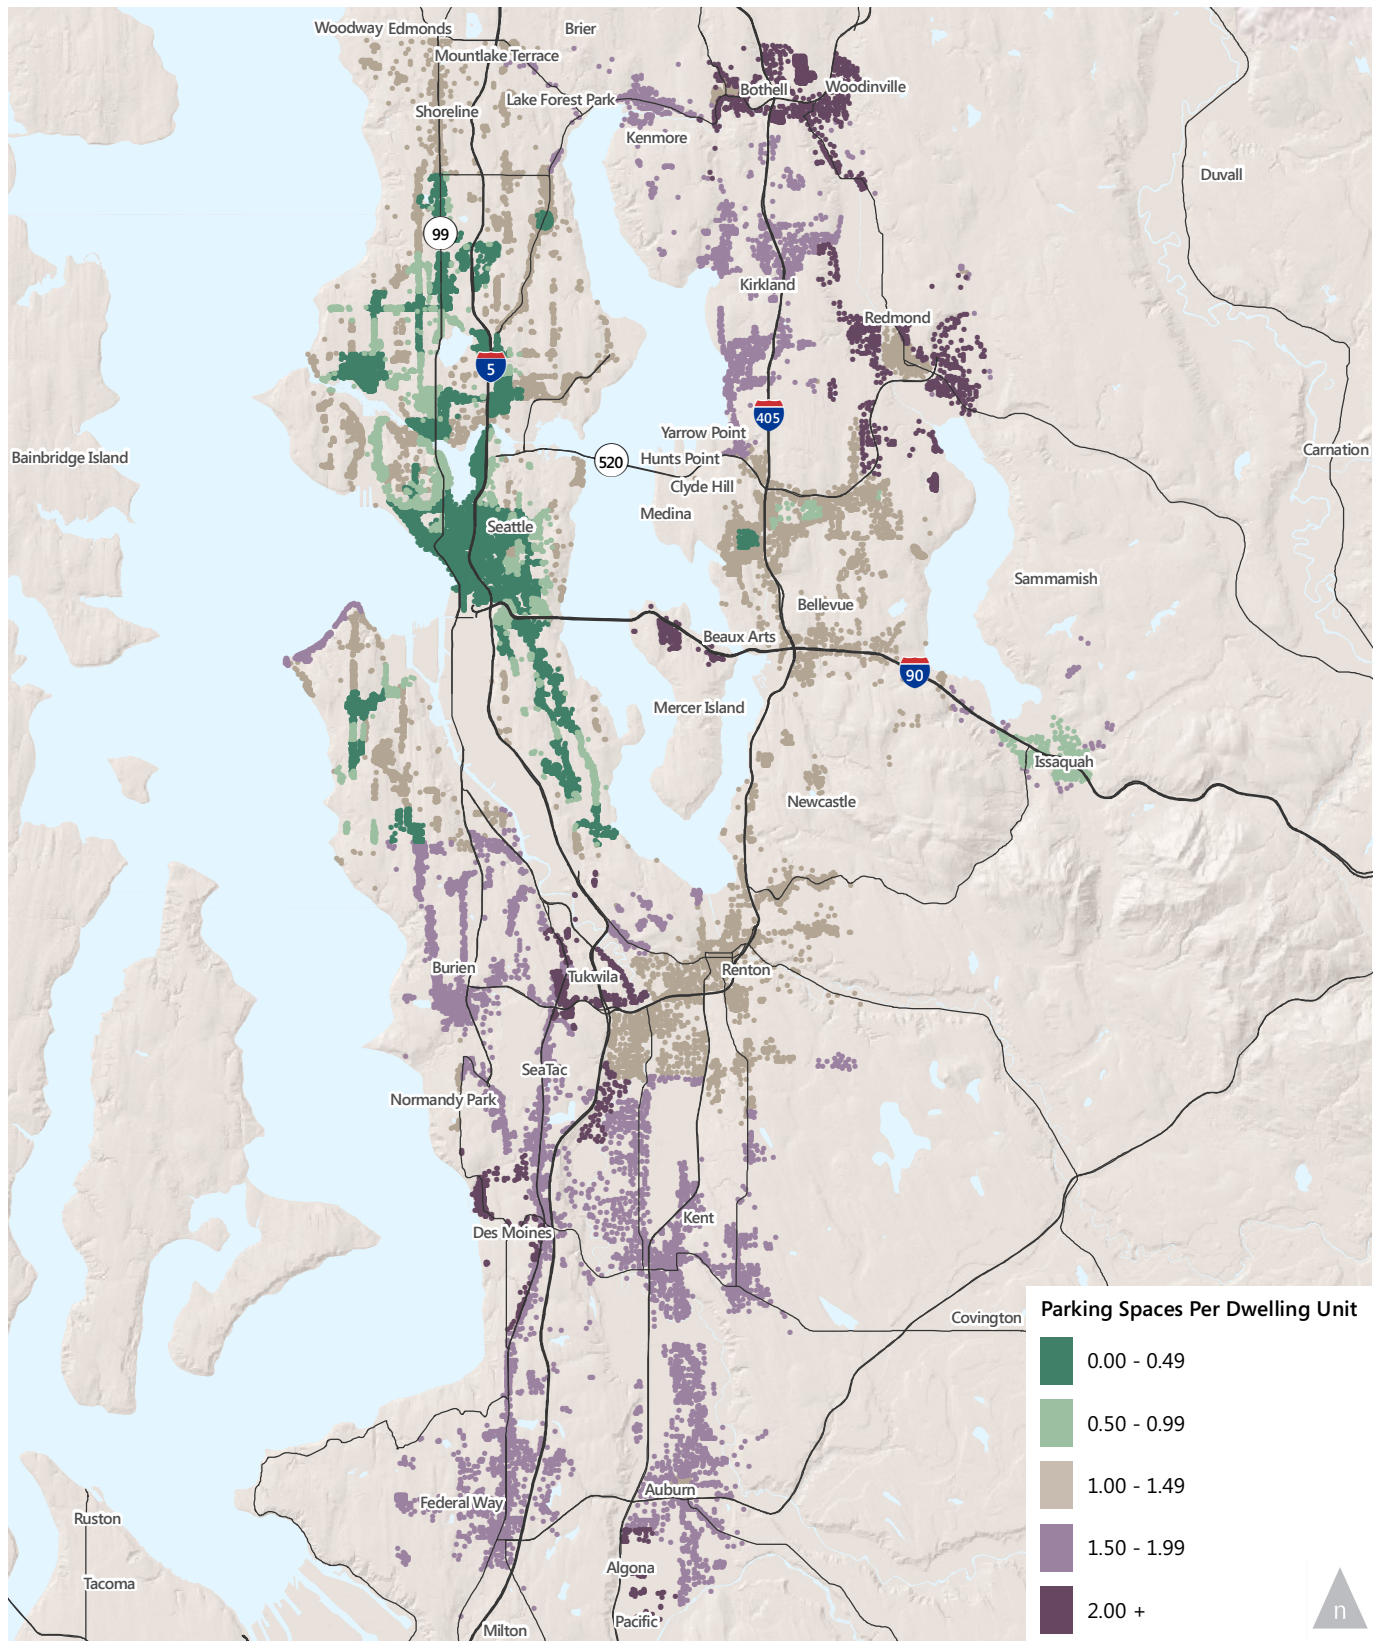 Woodway Edmonds
Brier
Mountlake Terrace
Bothell
Woodinville
Lake Forest Park
Shoreline
Kenmore
Duvall
99
Kirkland
Redmond
5
405
Yarrow Point
Carnation
Bainbridge Island
520
Hunts Point
Clyde Hill
Medina
Seattle
Sammamish
Bellevue
Beaux Arts
90
Mercer Island
Issaquah
Newcastle
Burien
Tukwila
Renton
SeaTac
Normandy Park
Kent
Des Moines
Covington
Auburn
Federal Way
Ruston
Algona
Tacoma
Pacific
Milton
Parking Spaces Per Dwelling Unit
0.00 - 0.49
0.50 - 0.99
1.00 - 1.49
1.50 - 1.99
2.00 +
n